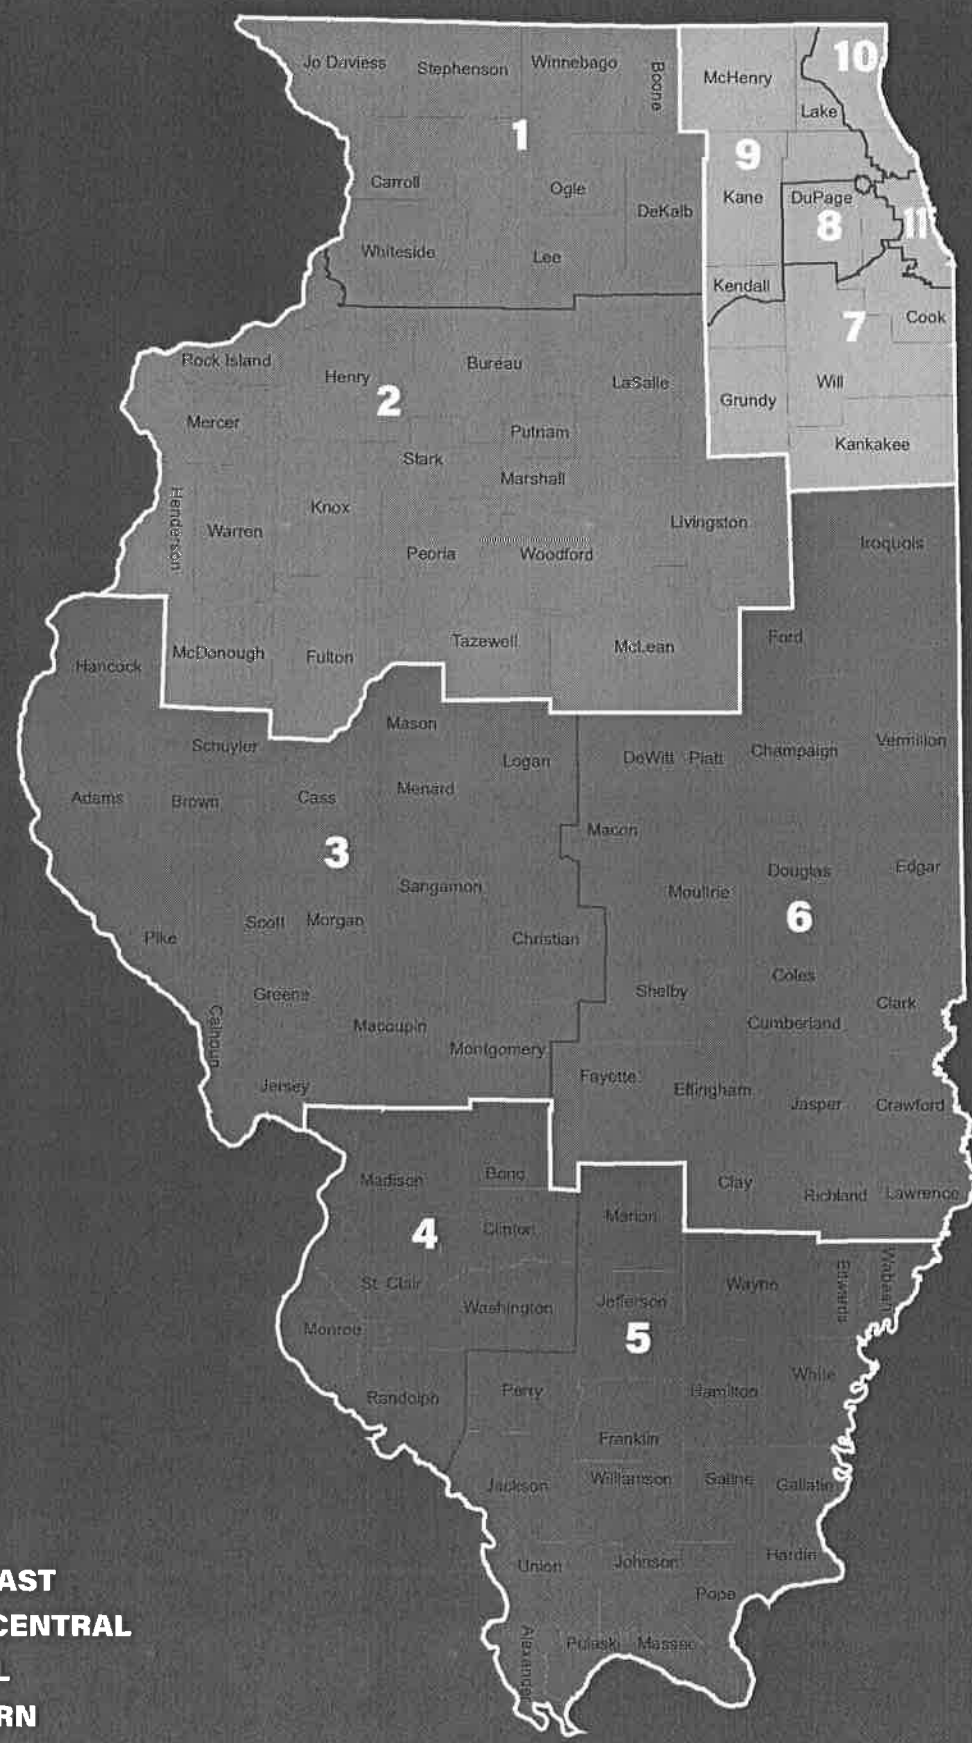 10
Jo Daviess Stephenson Winnebago Boone McHenry
Lake
1
9
Carroll Ogle DeKalb Kane DuPage
8 11
Whiteside Lee
Kendall
7 Cook
Rock Island Henry Bureau LaSalle Will
2
Grundy
Mercer Putnam
Kankakee
Stark Marshall
Henderson Knox Livingston
Warren Peoria Woodford Iroquois
Ford
McDonough Fulton Tazewell McLean
Hancock
Mason
Schuyler Logan DeWitt Piatt Champaign Vermilion
Adams Brown Cass Menard
Macon
3
Sangamon Moultrie Douglas Edgar
6
Pike Scott Morgan Christian
Greene Shelby Coles Clark
Calhoun Macoupin Cumberland
Montgomery
Jersey Fayette Effingham Jasper Crawford
Madison Bond Clay Richland Lawrence
4 Clinton Marion
St. Clair Washington Jefferson Wayne Edwards Wabash
Monroe
5
Randolph Perry Hamilton White
Franklin
Jackson Williamson Saline Gallatin
Union Johnson Hardin
Pope
Alexander Pulaski Massac
AST
CENTRAL
L
RN